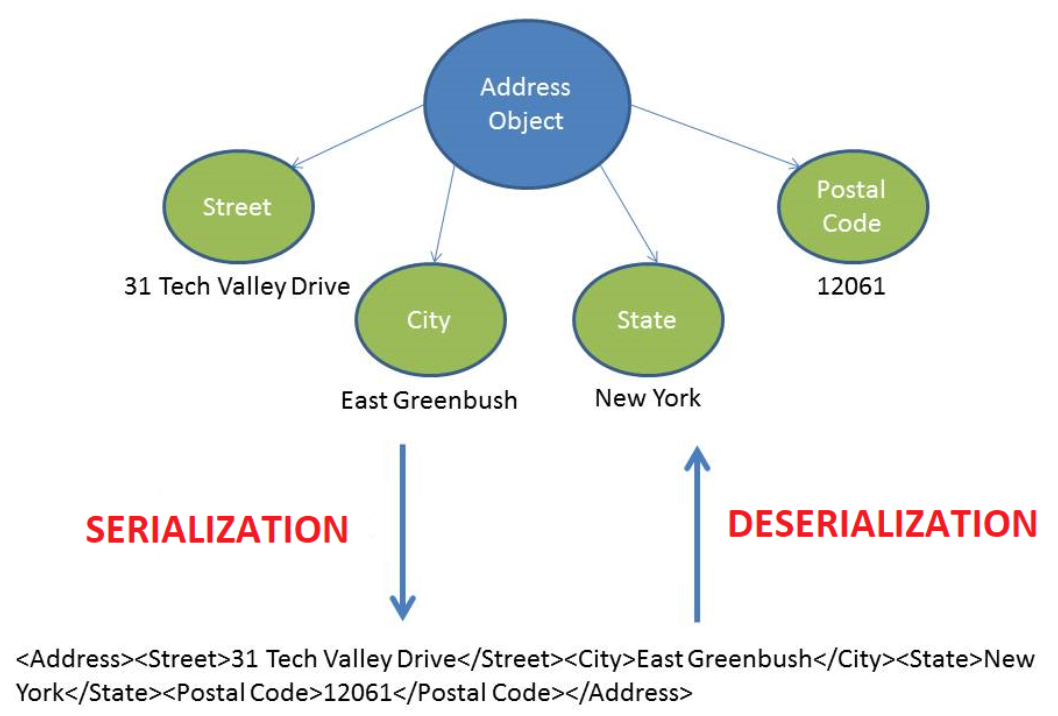 Address
Object
Street
Postal
Code
31 Tech Valley Drive
12061
City
State
East Greenbush
New York
SERIALIZATION
DESERIALIZATION
<Address><Street>31 Tech Valley Drive</Street><City>East Greenbush</City><State>New
York</State><Postal Code>12061</Postal Code></Address>